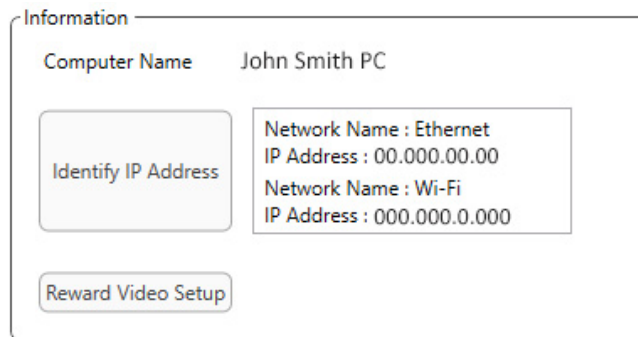 Information
Computer Name John Smith PC
Identify IP Address
Network Name : Ethernet
IP Address : 00.000.00.00
Network Name : Wi-Fi
IP Address : 000.000.0.000
Reward Video Setup